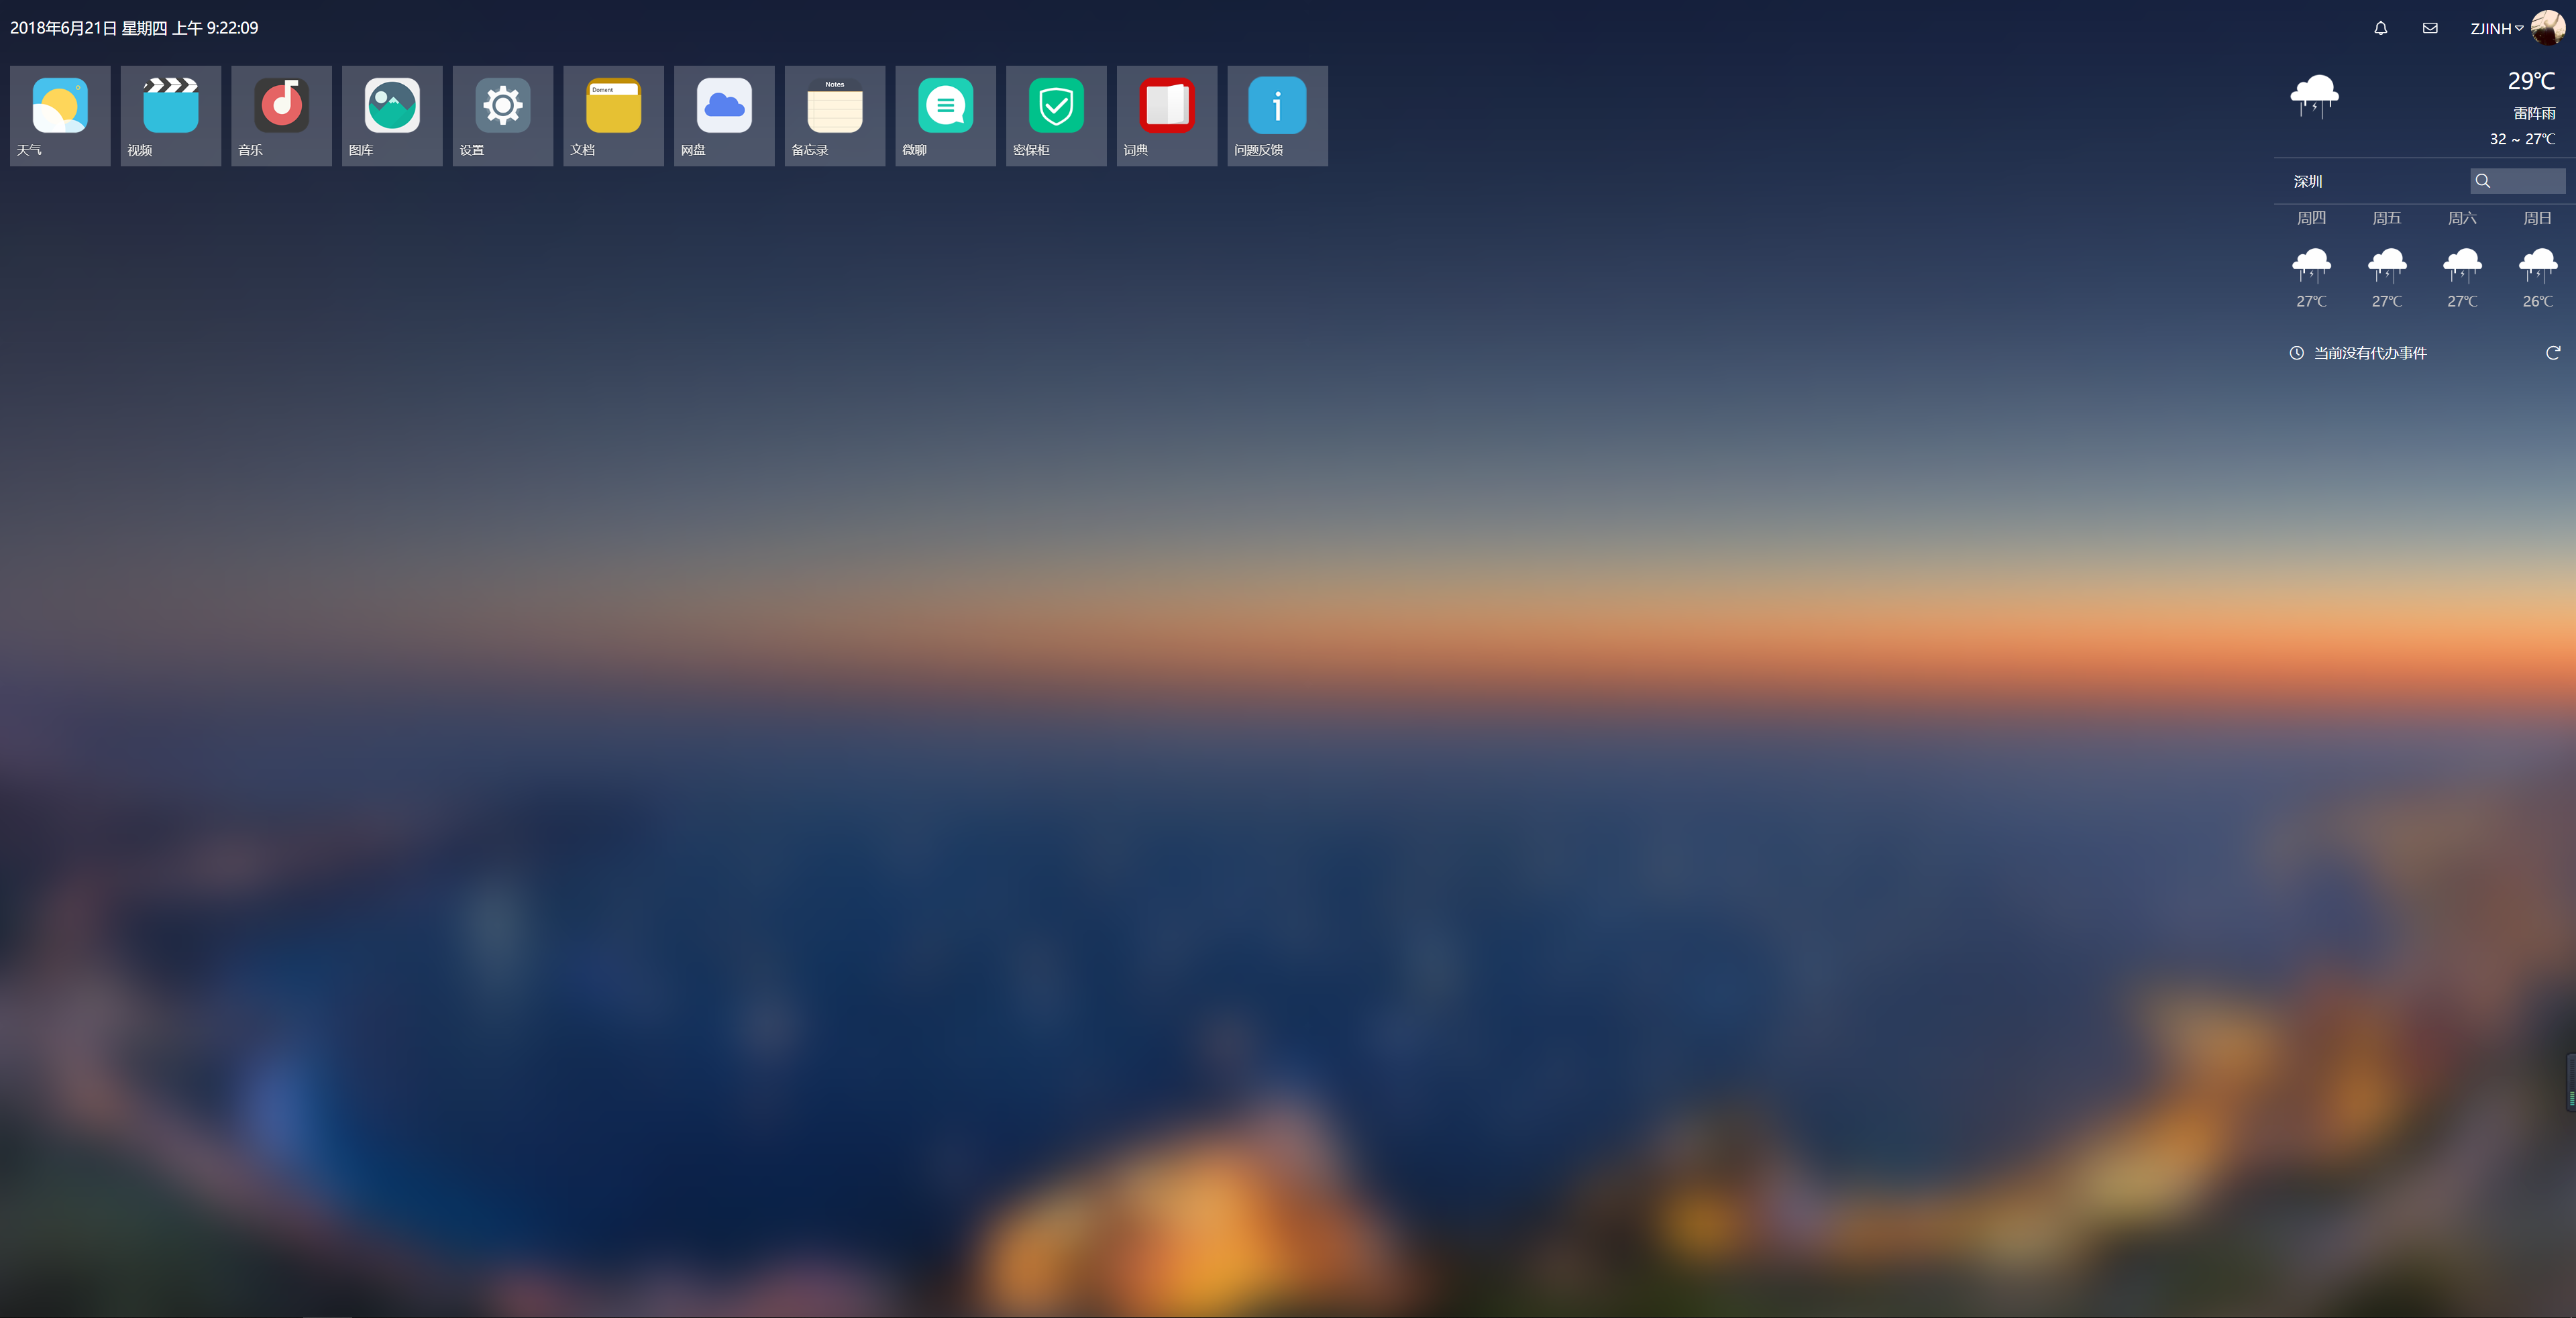 2018年6月21日 星期四 上午 9:22:09
ZJINH
天气
视频
音乐
图库
设置
Doment
文档
网盘
Notes
备忘录
微聊
密保柜
词典
问题反馈
29℃
雷阵雨
32 ~ 27℃
深圳
周四 周五 周六 周日
27℃ 27℃ 27℃ 26℃
当前没有代办事件